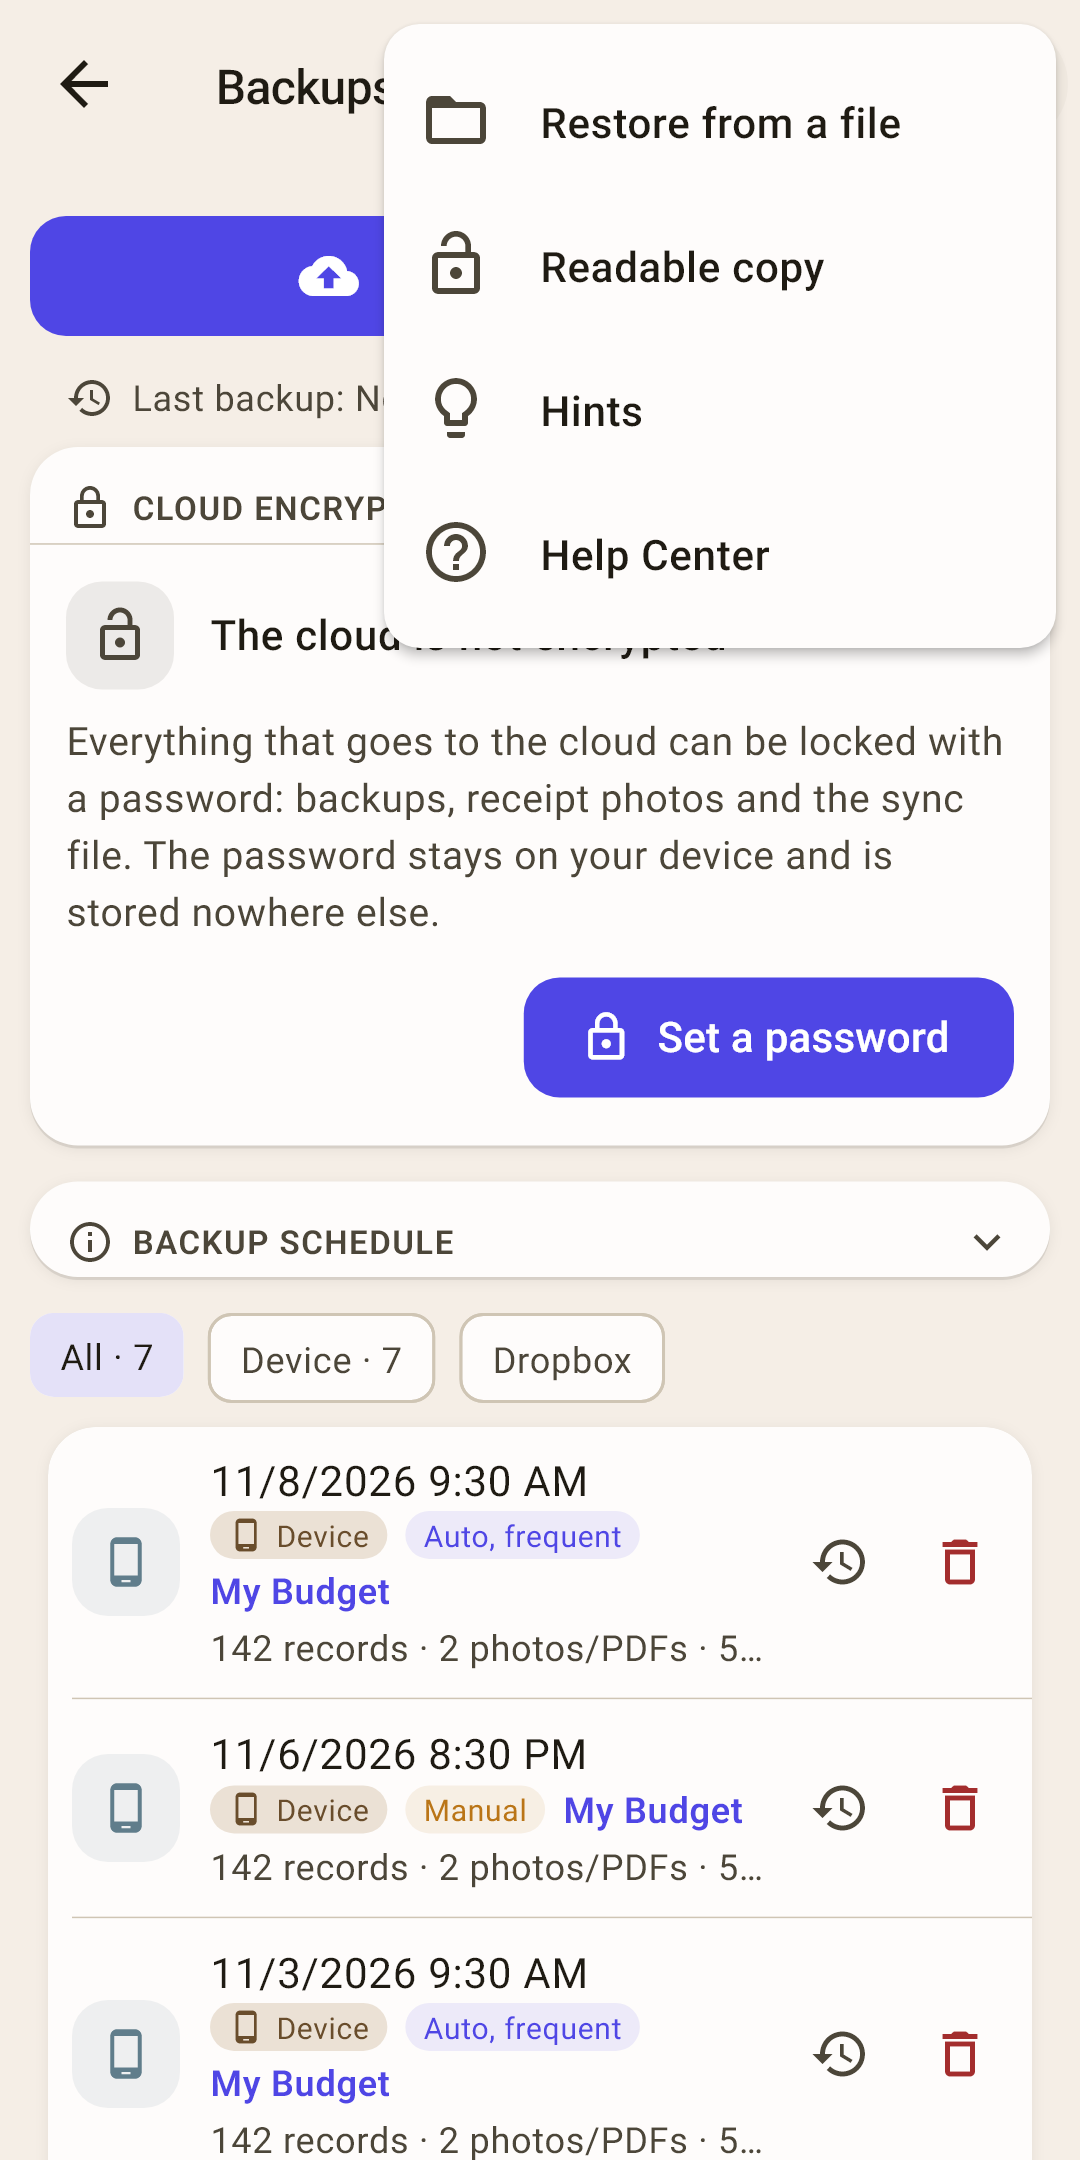 Backups
Restore from a file
Readable copy
Hints
Help Center
Last backup:
CLOUD
The cloud
Everything that goes to the cloud can be locked with
a password: backups, receipt photos and the sync
file. The password stays on your device and is
stored nowhere else.
Set a password
BACKUP SCHEDULE
All · 7
Device · 7
Dropbox
11/8/2026 9:30 AM
Device
Auto, frequent
My Budget
142 records · 2 photos/PDFs · 5…
11/6/2026 8:30 PM
Device
Manual
My Budget
142 records · 2 photos/PDFs · 5…
11/3/2026 9:30 AM
Device
Auto, frequent
My Budget
142 records · 2 photos/PDFs · 5…